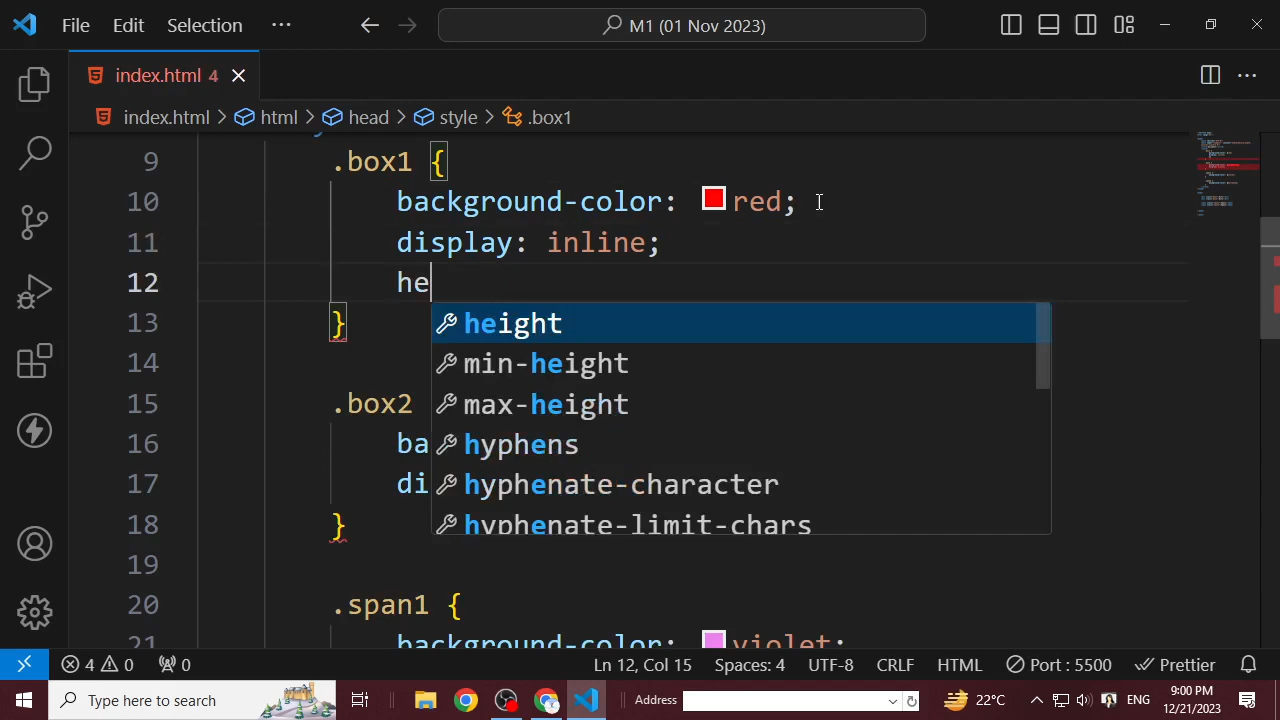 File Edit Selection ··· M1 (01 Nov 2023)
index.html 4
index.html > html > head > style > .box1
9 .box1 {
10 background-color: red;
11 display: inline;
12 he
13 }
height
14
min-height
15 .box2
max-height
16 ba
hyphens
17 di
hyphenate-character
18 }
hyphenate-limit-chars
19
20 .span1 {
21 background-color: violet;
4 0 0 Ln 12, Col 15 Spaces: 4 UTF-8 CRLF HTML Port : 5500 Prettier
Type here to search Address 22°C ENG 9:00 PM
12/21/2023